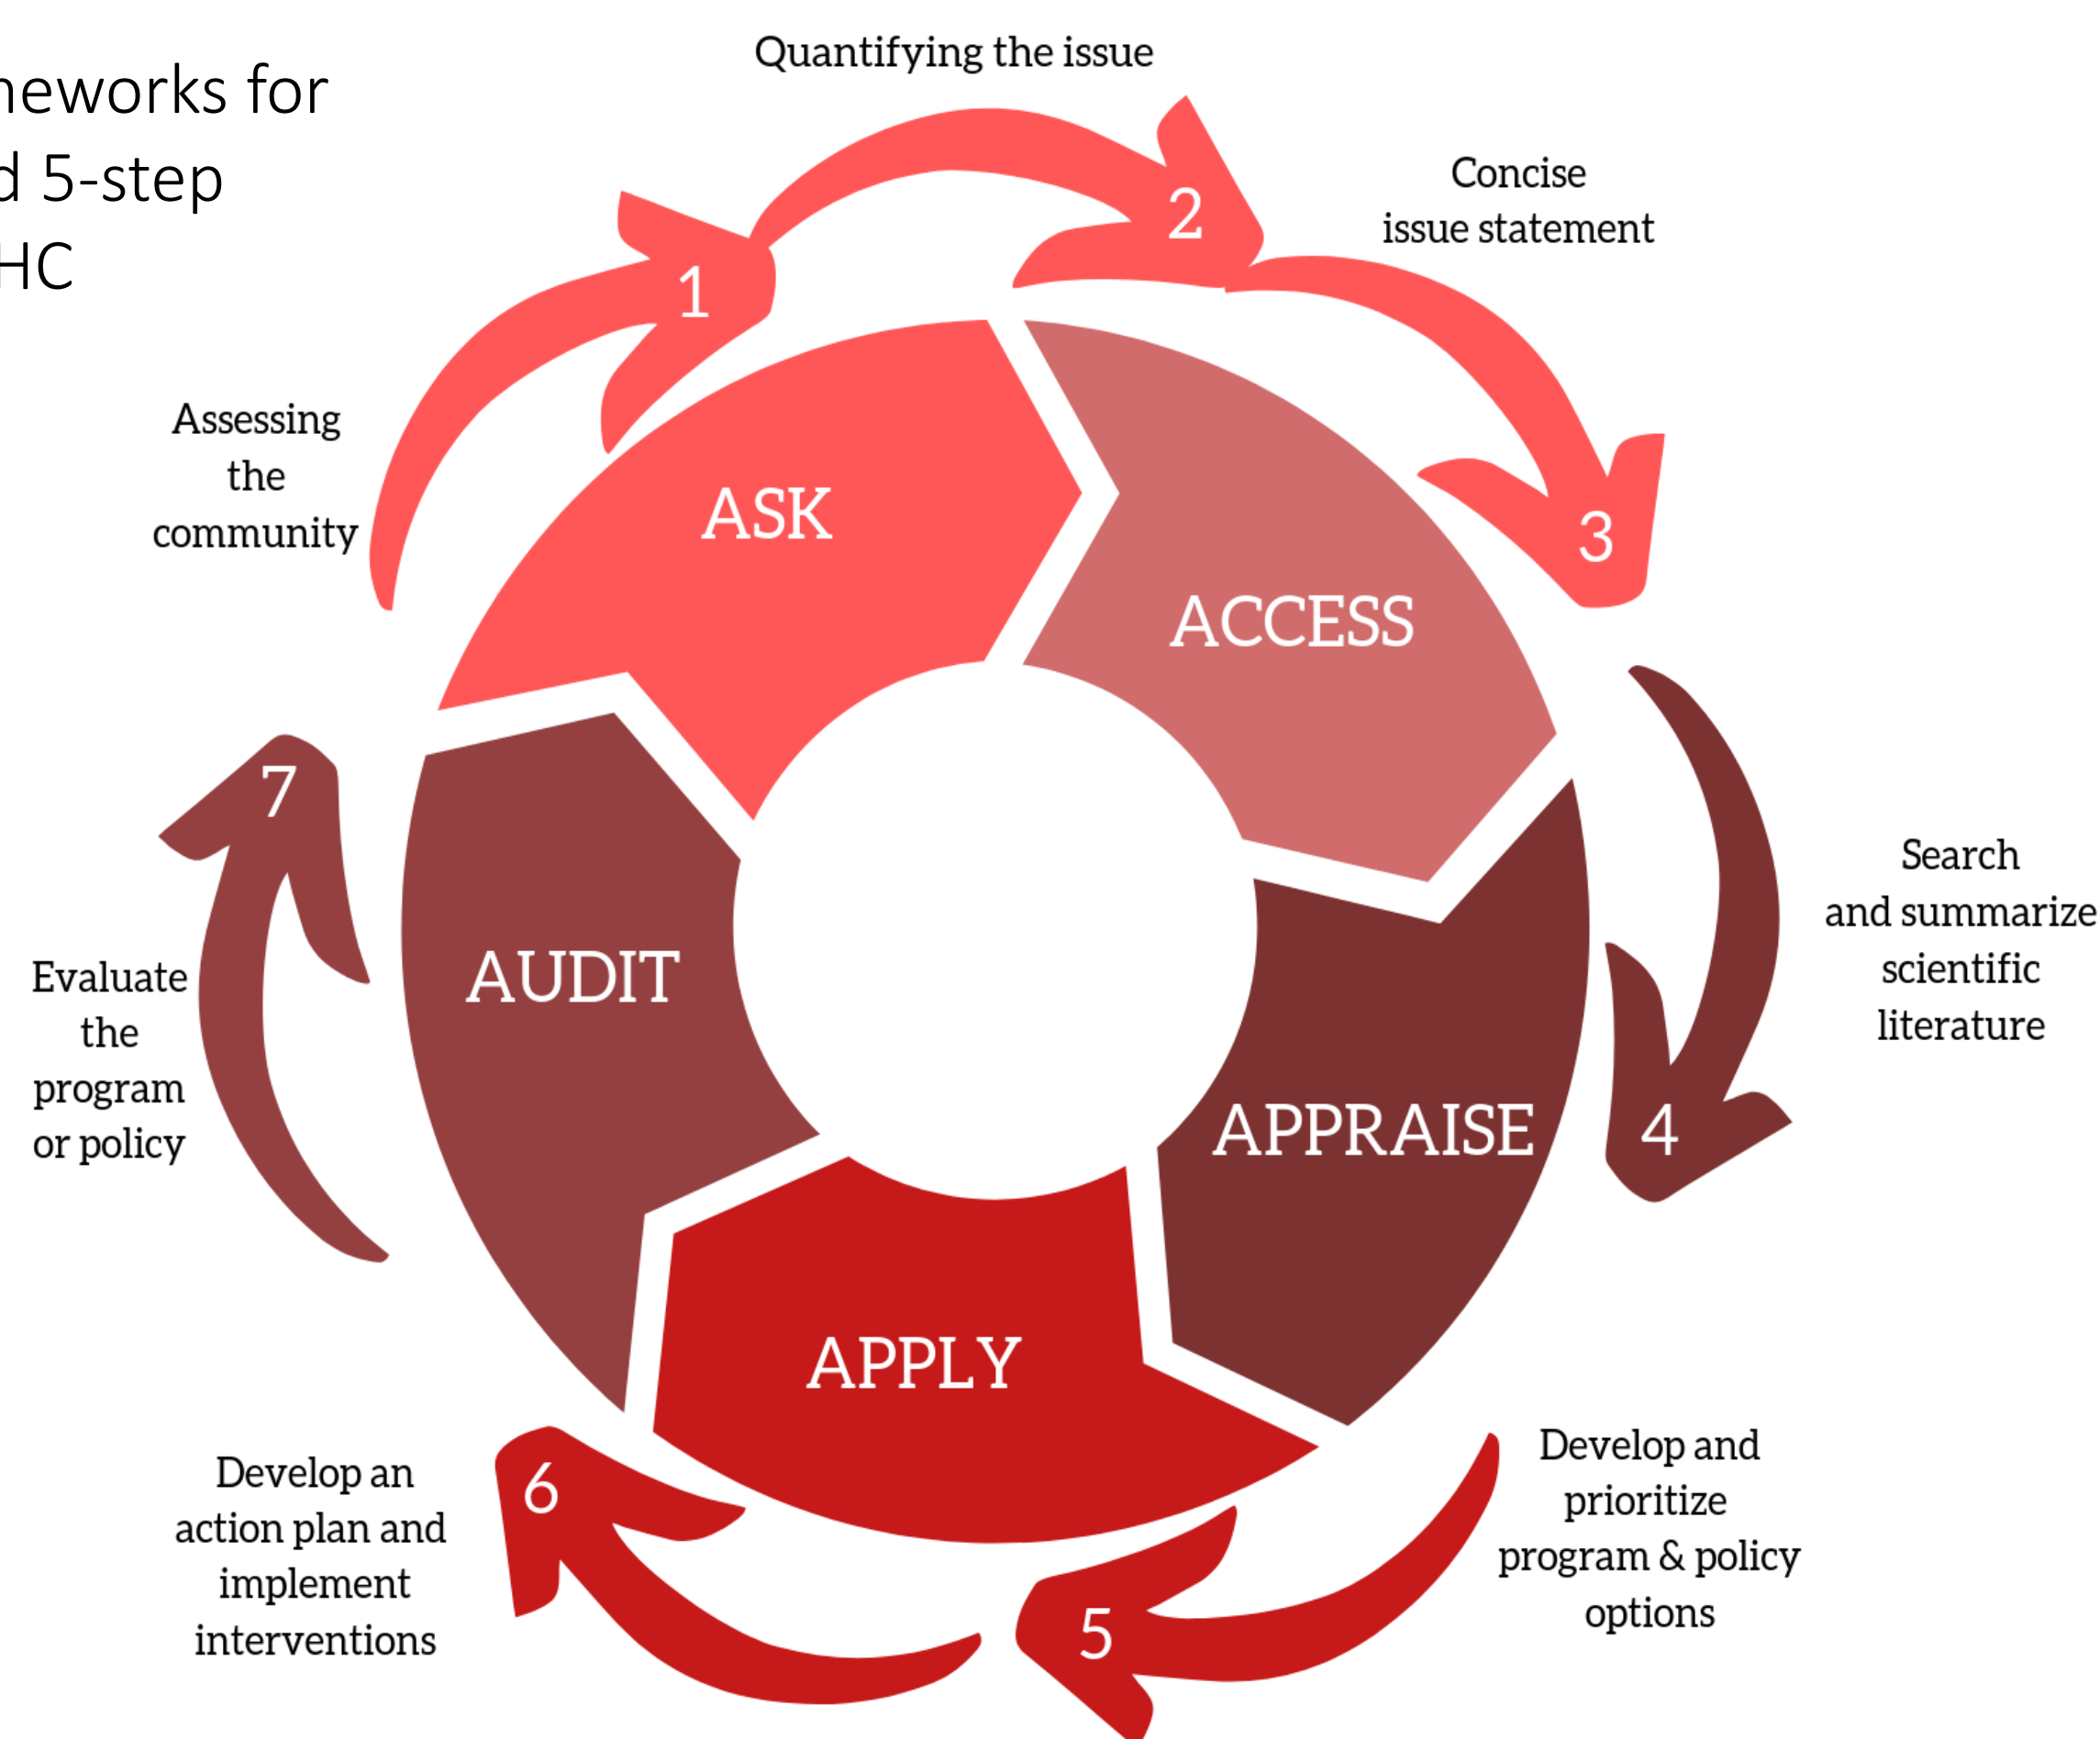 for
5-step
Quantifying the issue
1
2
Concise
issue statement
3
Assessing
the
community
ASK
ACCESS
7
AUDIT
Evaluate
the
program
or policy
Search
and summarize
scientific
literature
APPRAISE
4
APPLY
6
Develop an
action plan and
implement
interventions
5
Develop and
prioritize
program & policy
options